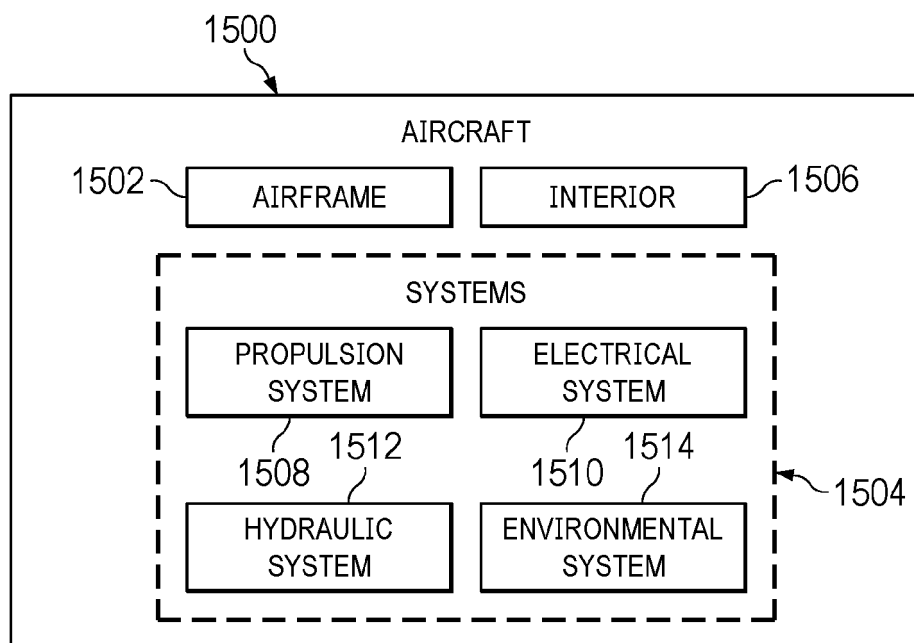 1500
AIRCRAFT
1502
AIRFRAME
INTERIOR
1506
SYSTEMS
PROPULSION
SYSTEM
ELECTRICAL
SYSTEM
1508
1512
1510
1514
1504
HYDRAULIC
SYSTEM
ENVIRONMENTAL
SYSTEM